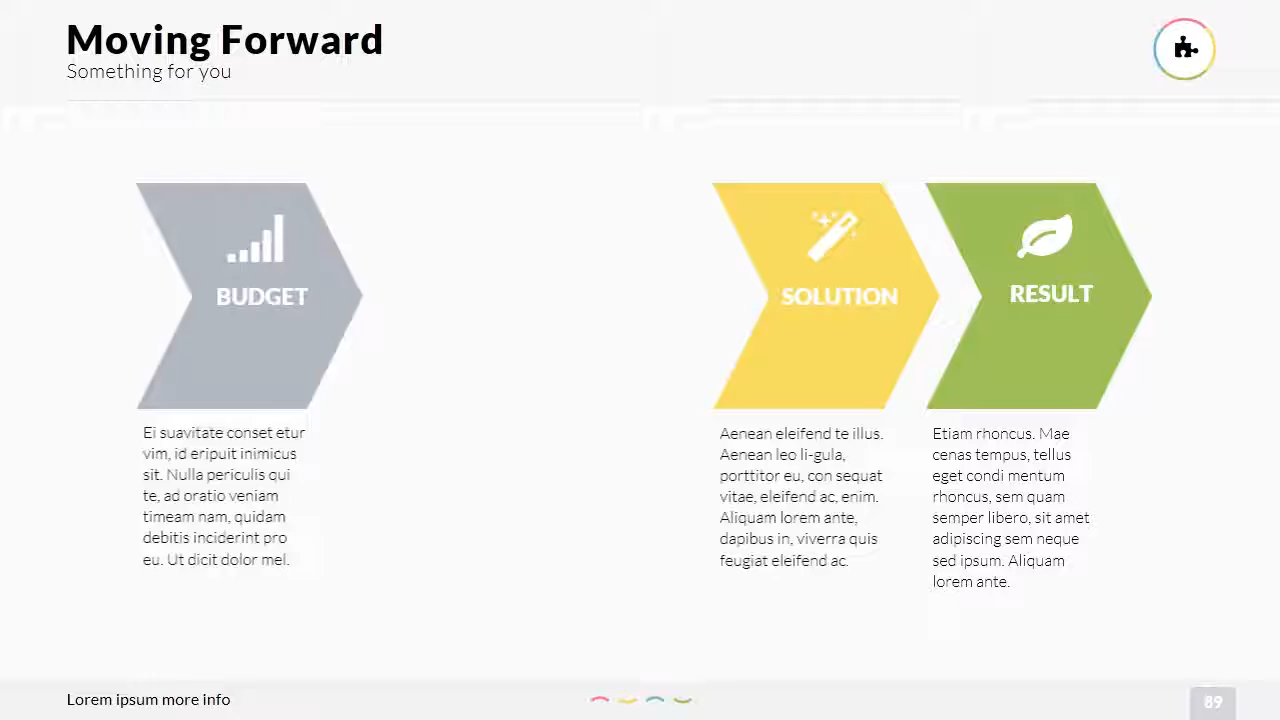 Moving Forward
Something for you
BUDGET
Ei suavitate conset etur
vim, id eripuit inimicus
sit. Nulla periculis qui
te, ad oratio veniam
timeam nam, quidam
debitis inciderint pro
eu. Ut dicit dolor mel.
SOLUTION
Aenean eleifend te illus.
Aenean leo li-gula,
porttitor eu, con sequat
vitae, eleifend ac, enim.
Aliquam lorem ante,
dapibus in, viverra quis
feugiat eleifend ac.
RESULT
Etiam rhoncus. Mae
cenas tempus, tellus
eget condi mentum
rhoncus, sem quam
semper libero, sit amet
adipiscing sem neque
sed ipsum. Aliquam
lorem ante.
Lorem ipsum more info
89